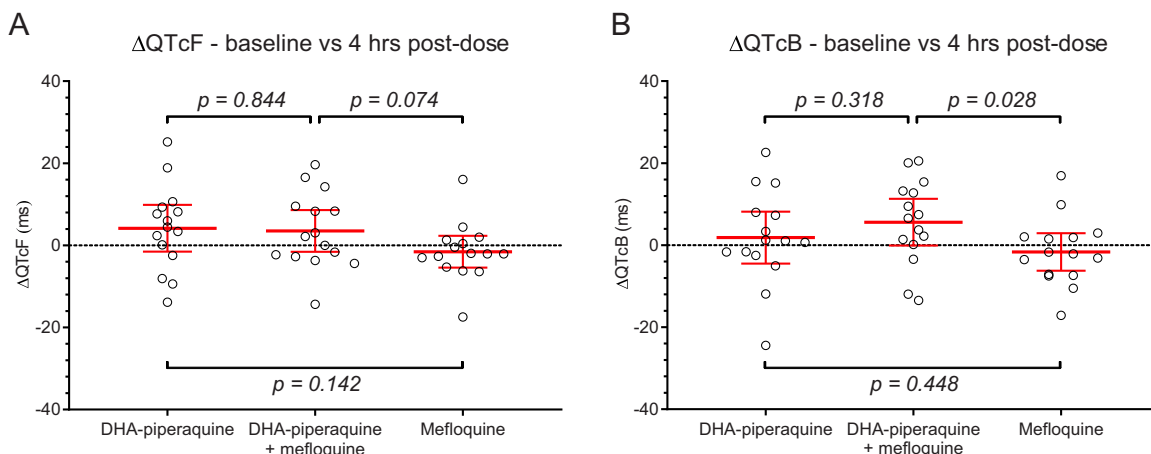 A
ΔQTcF - baseline vs 4 hrs post-dose
40
20
0
-20
-40
ΔQTcF (ms)
p = 0.844
p = 0.074
p = 0.142
DHA-piperaquine
DHA-piperaquine
+ mefloquine
Mefloquine
B
ΔQTcB - baseline vs 4 hrs post-dose
40
20
0
-20
-40
ΔQTcB (ms)
p = 0.318
p = 0.028
p = 0.448
DHA-piperaquine
DHA-piperaquine
+ mefloquine
Mefloquine